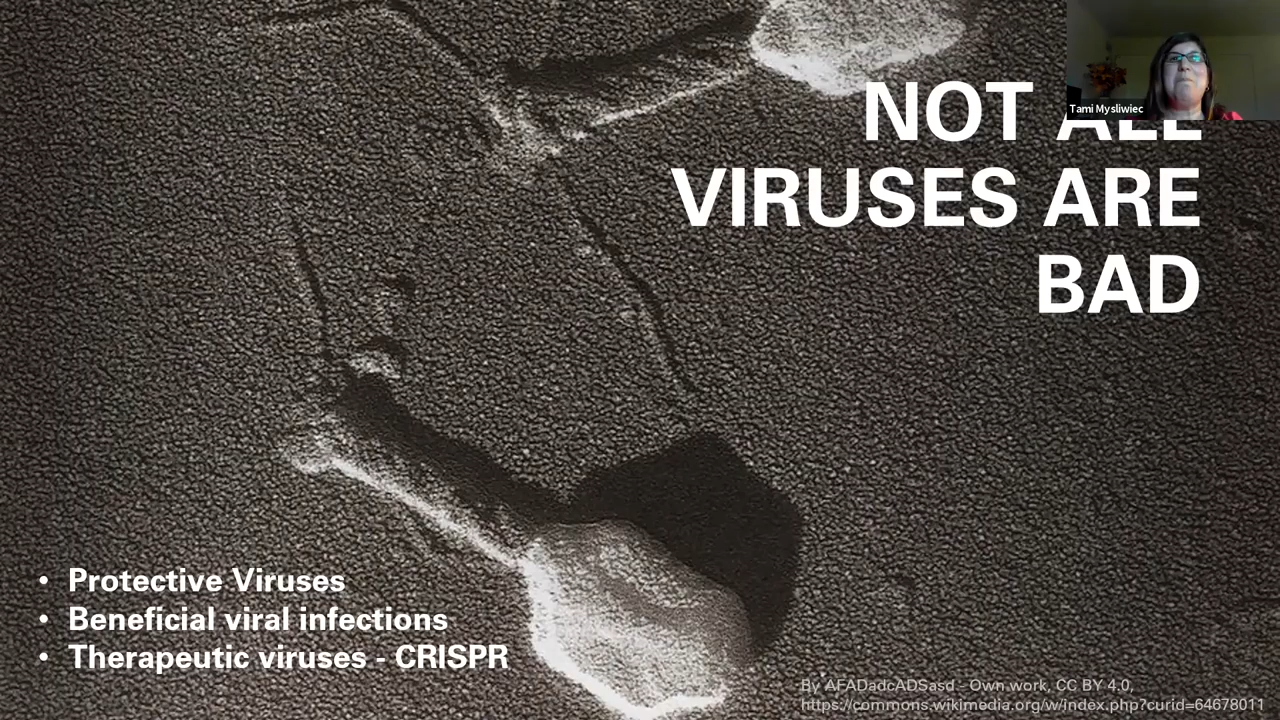 NOT ALL
VIRUSES ARE
BAD
Tami Mysliwiec
• Protective Viruses
• Beneficial viral infections
• Therapeutic viruses - CRISPR
By AFADadcADSasd - Own work, CC BY 4.0,
https://commons.wikimedia.org/w/index.php?curid=64678011